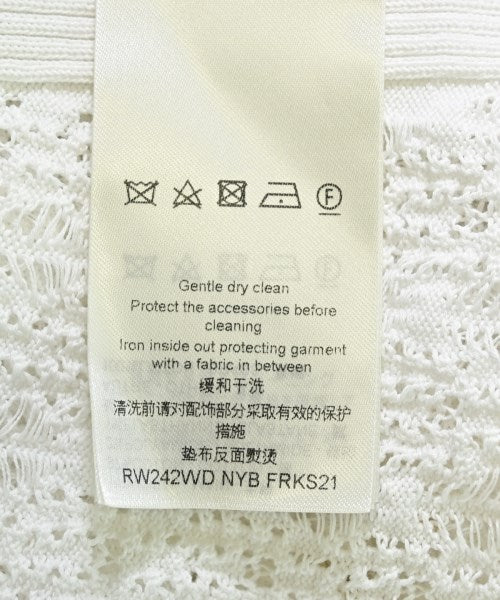 F
Gentle dry clean
Protect the accessories before
cleaning
Iron inside out protecting garment
with a fabric in between
缓和干洗
清洗前请对配饰部分采取有效的保护
措施
垫布反面熨烫
RW242WD NYB FRKS21